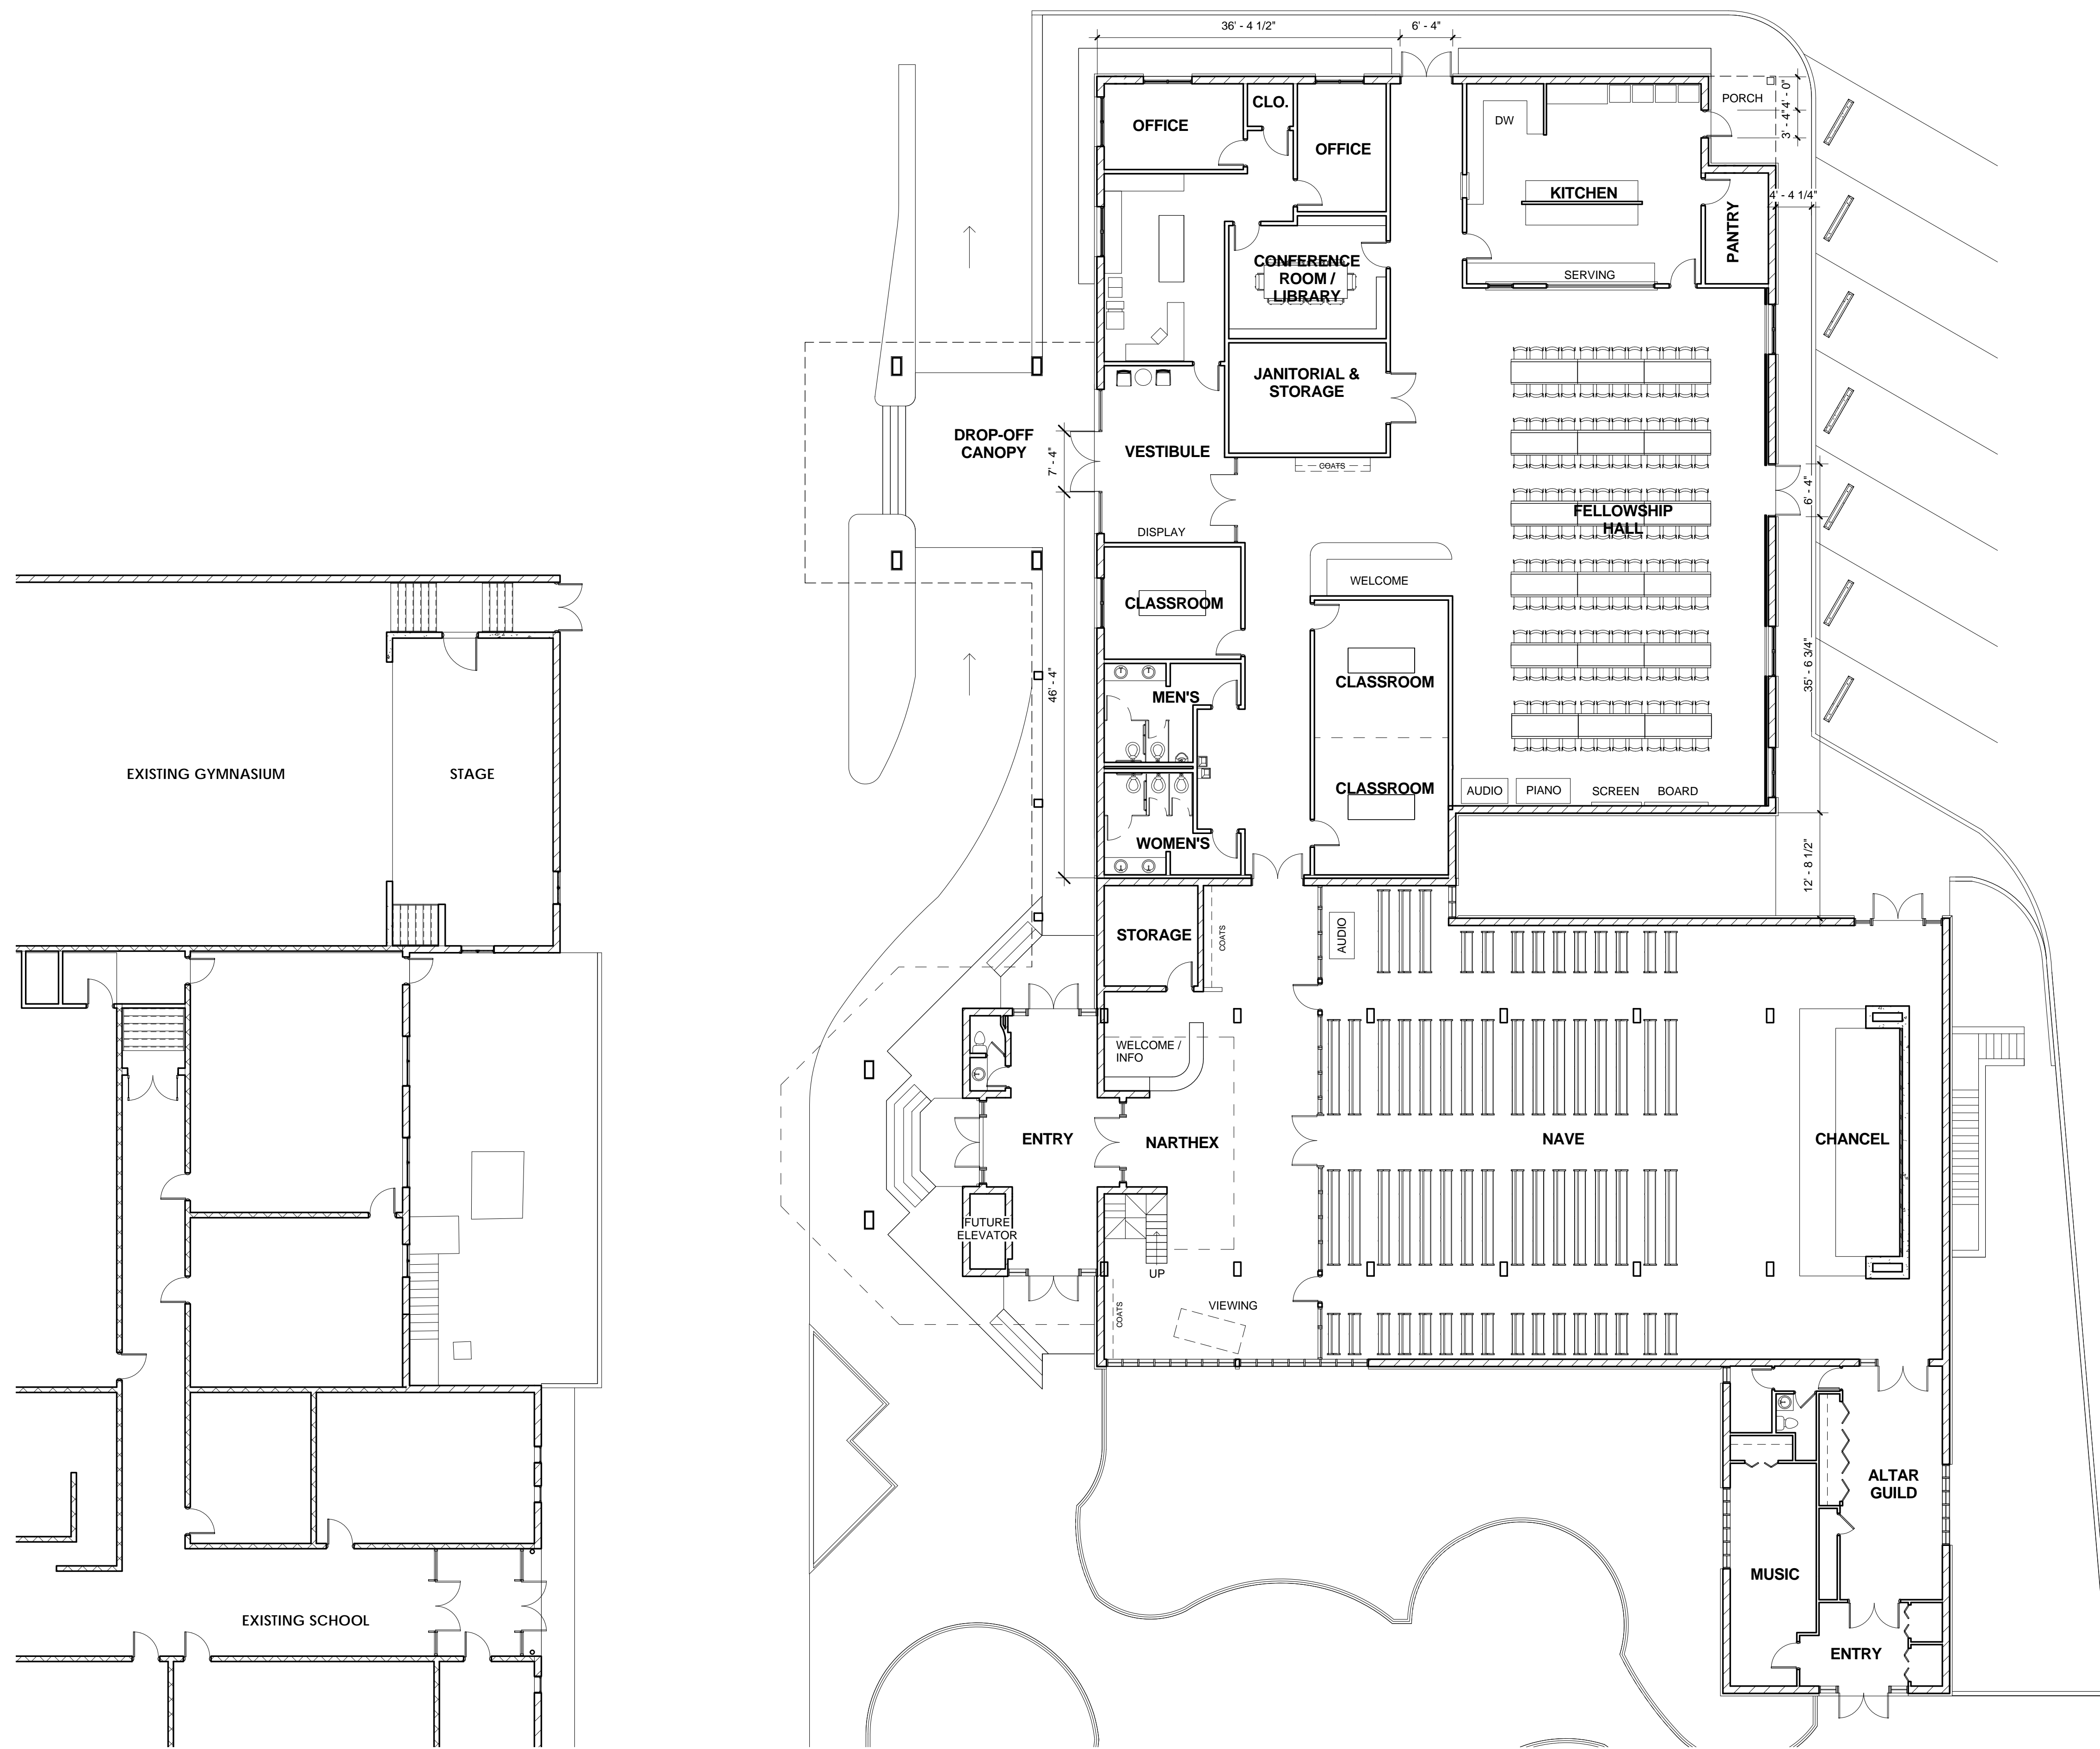 36' - 4 1/2"
6' - 4"
CLO.
OFFICE
OFFICE
DW
PORCH
4' - 0"
3' - 4"
KITCHEN
4' - 4 1/4"
PANTRY
CONFERENCE
ROOM /
LIBRARY
SERVING
JANITORIAL &
STORAGE
DROP-OFF
CANOPY
7' - 4"
VESTIBULE
COATS
6' - 4"
FELLOWSHIP
HALL
DISPLAY
WELCOME
CLASSROOM
46' - 4"
MEN'S
CLASSROOM
35' - 6 3/4"
EXISTING GYMNASIUM
STAGE
CLASSROOM
AUDIO
PIANO
SCREEN
BOARD
WOMEN'S
12' - 8 1/2"
STORAGE
COATS
AUDIO
WELCOME /
INFO
ENTRY
NARTHEX
NAVE
CHANCEL
FUTURE
ELEVATOR
UP
COATS
VIEWING
ALTAR
GUILD
MUSIC
EXISTING SCHOOL
ENTRY